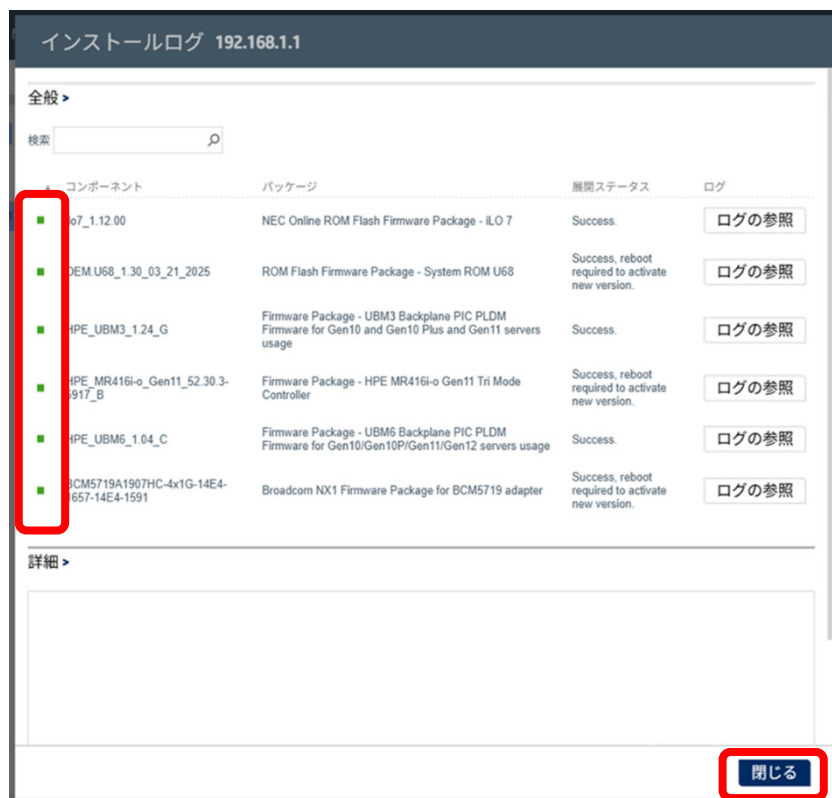 インストールログ 192.168.1.1
全般 >
検索
コンポーネント パッケージ 展開ステータス ログ
lo7_1.12.00 NEC Online ROM Flash Firmware Package - iLO 7 Success. ログの参照
OEM.U68_1.30_03_21_2025 ROM Flash Firmware Package - System ROM U68 Success, reboot
required to activate
new version. ログの参照
HPE_UBM3_1.24_G Firmware Package - UBM3 Backplane PIC PLDM
Firmware for Gen10 and Gen10 Plus and Gen11 servers
usage Success. ログの参照
HPE_MR416i-o_Gen11_52.30.3-
5917_B Firmware Package - HPE MR416i-o Gen11 Tri Mode
Controller Success, reboot
required to activate
new version. ログの参照
HPE_UBM6_1.04_C Firmware Package - UBM6 Backplane PIC PLDM
Firmware for Gen10/Gen10P/Gen11/Gen12 servers usage Success. ログの参照
BCM5719A1907HC-4x1G-14E4-
1657-14E4-1591 Broadcom NX1 Firmware Package for BCM5719 adapter Success, reboot
required to activate
new version. ログの参照
詳細 >
閉じる